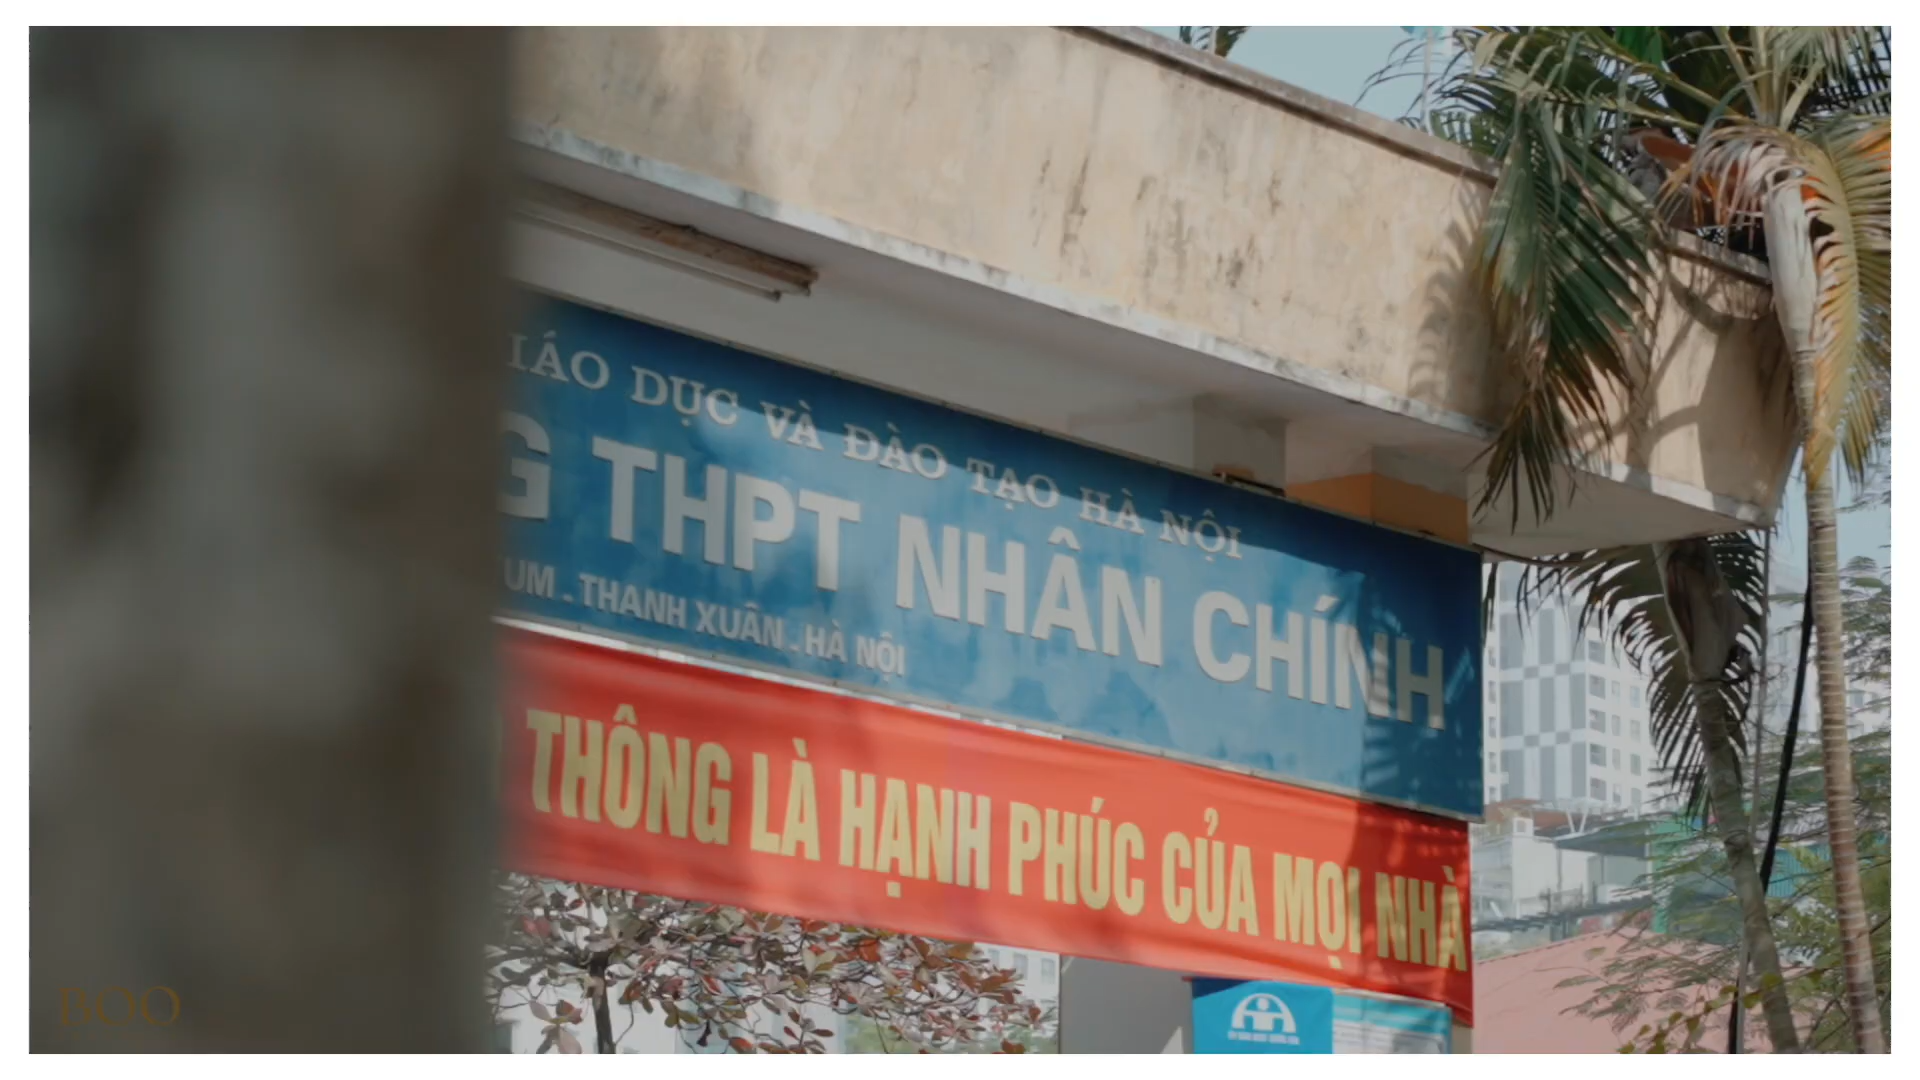 IÁO DỤC VÀ ĐÀO TẠO HÀ NỘI
G THPT NHÂN CHÍNH
UM . THANH XUÂN . HÀ NỘI
THÔNG LÀ HẠNH PHÚC CỦA MỌI NHÀ
BOO